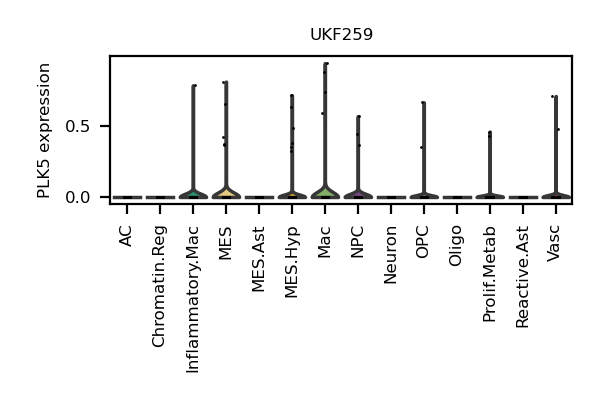 UKF259
PLK5 expression
0.5
0.0
AC
Chromatin.Reg
Inflammatory.Mac
MES
MES.Ast
MES.Hyp
Mac
NPC
Neuron
OPC
Oligo
Prolif.Metab
Reactive.Ast
Vasc